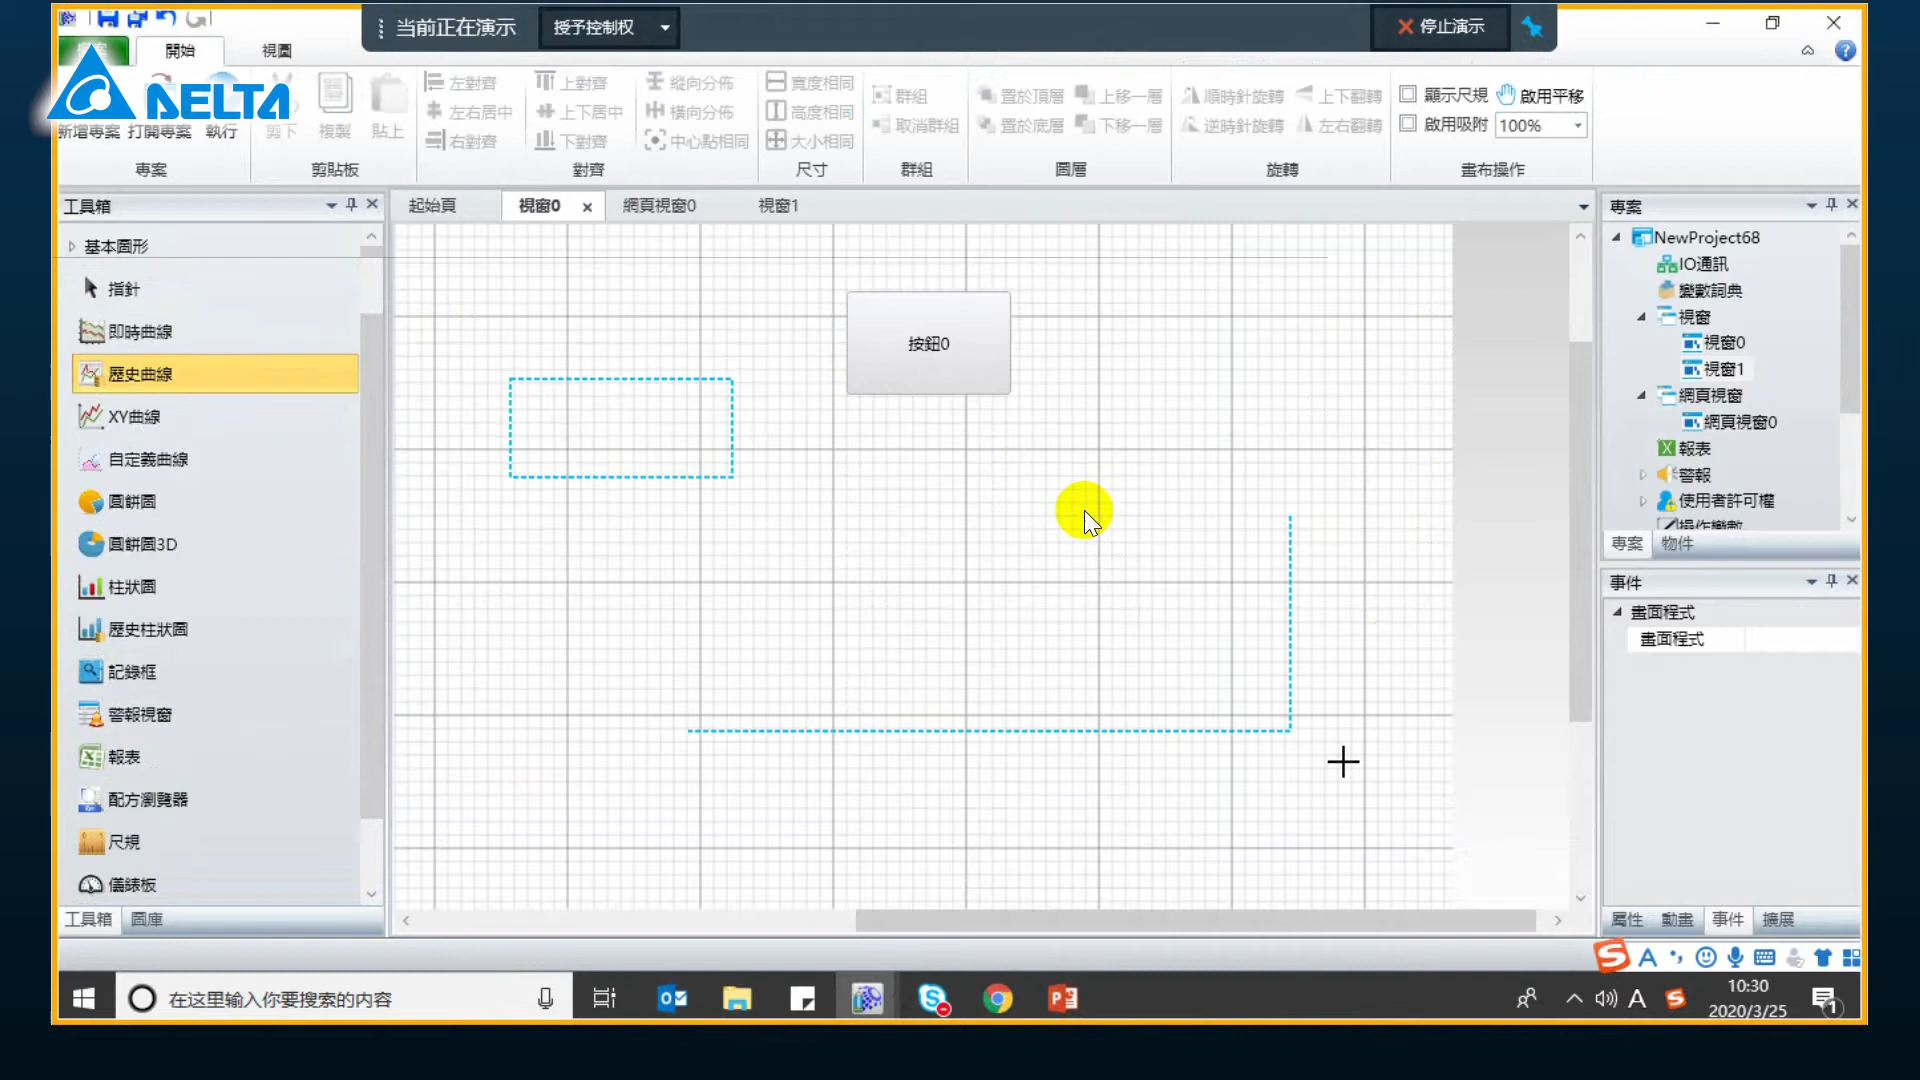 当前正在演示
授予控制权
停止演示
開始
視圖
DELTA
新增專案 打開專案 執行
剪下
複製
貼上
左對齊
左右居中
右對齊
上對齊
上下居中
下對齊
縱向分佈
橫向分佈
中心點相同
寬度相同
高度相同
大小相同
群組
取消群組
置於頂層
置於底層
上移一層
下移一層
順時針旋轉
逆時針旋轉
上下翻轉
左右翻轉
顯示尺規
啟用平移
啟用吸附
100%
專案
剪貼板
對齊
尺寸
群組
圖層
旋轉
畫布操作
工具箱
起始頁
視窗0
網頁視窗0
視窗1
專案
基本圖形
指針
即時曲線
歷史曲線
XY曲線
自定義曲線
圓餅圖
圓餅圖3D
柱狀圖
歷史柱狀圖
記錄框
警報視窗
報表
配方瀏覽器
尺規
儀錶板
工具箱
圖庫
按鈕0
NewProject68
IO通訊
變數詞典
視窗
視窗0
視窗1
網頁視窗
網頁視窗0
報表
警報
使用者許可權
操作變數
專案
物件
事件
畫面程式
畫面程式
屬性
動畫
事件
擴展
在这里输入你要搜索的内容
10:30
2020/3/25
1